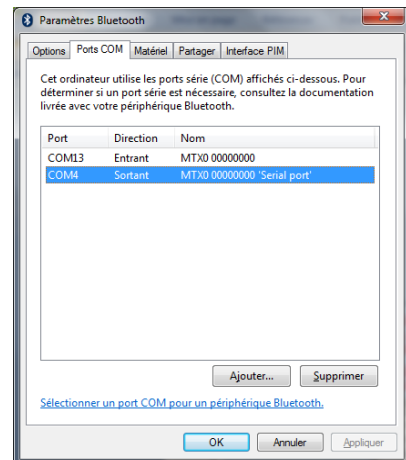 Paramètres Bluetooth
Options Ports COM Matériel Partager Interface PIM
Cet ordinateur utilise les ports série (COM) affichés ci-dessous. Pour
déterminer si un port série est nécessaire, consultez la documentation
livrée avec votre périphérique Bluetooth.
Port Direction Nom
COM13 Entrant MTX0 00000000
COM4 Sortant MTX0 00000000 'Serial port'
Ajouter... Supprimer
Sélectionner un port COM pour un périphérique Bluetooth.
OK Annuler Appliquer